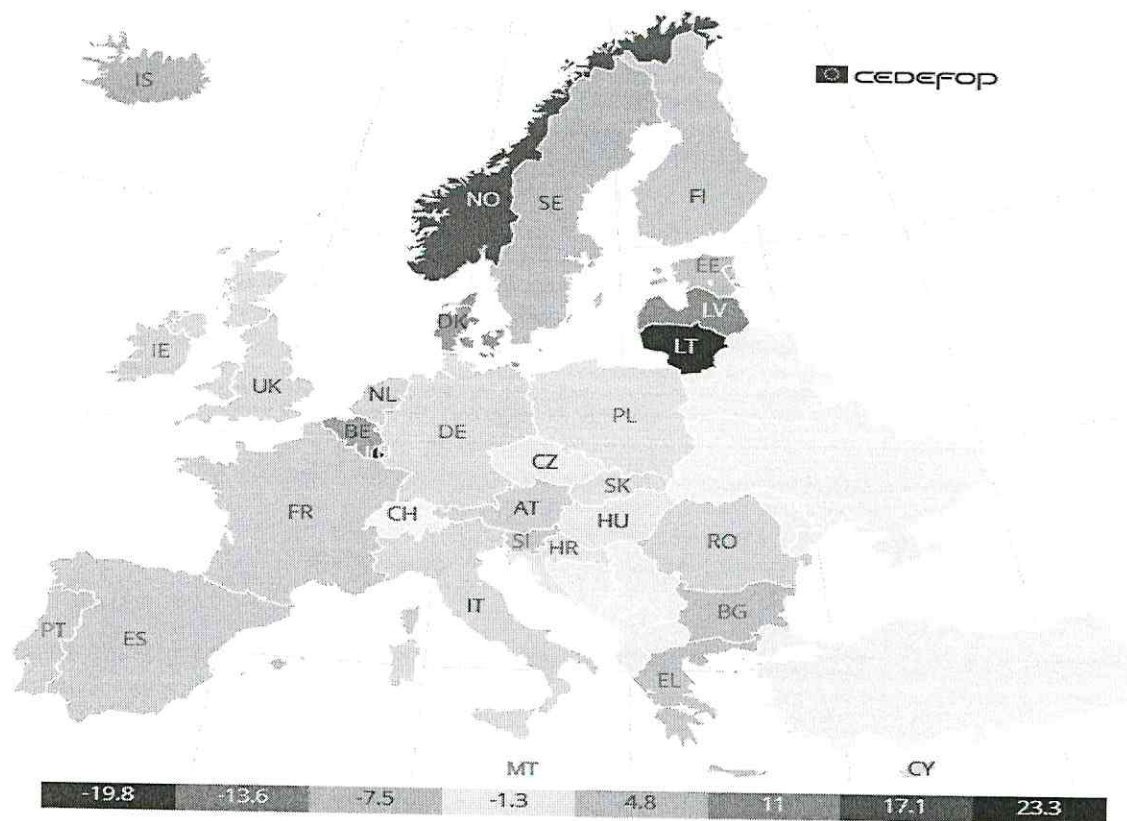 IS
CEDEFOP
NO
SE
FI
EE
LV
LT
DK
IE
UK
NL
BE
DE
PL
CZ
SK
FR
CH
AT
HU
SI
HR
RO
IT
BG
PT
ES
EL
MT
CY
-19.8 -13.6 -7.5 -1.3 4.8 11 17.1 23.3